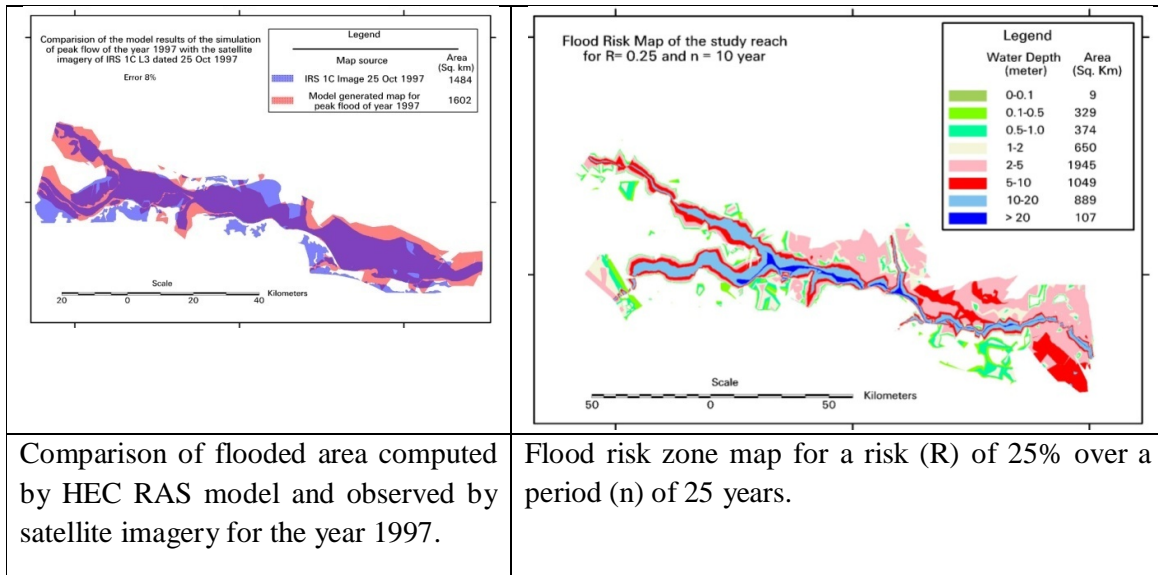 Comparision of the model results of the simulation
of peak flow of the year 1997 with the satellite
imagery of IRS 1C L3 dated 25 Oct 1997
Error 8%
Legend
Map source
Area
(Sq. km)
IRS 1C Image 25 Oct 1997 1484
Model generated map for
peak flood of year 1997 1602
Scale
20 0 20 40 Kilometers
Flood Risk Map of the study reach
for R= 0.25 and n = 10 year
Legend
Water Depth Area
(meter) (Sq. Km)
0-0.1 9
0.1-0.5 329
0.5-1.0 374
1-2 650
2-5 1945
5-10 1049
10-20 889
> 20 107
Scale
50 0 50 Kilometers
Comparison of flooded area computed
by HEC RAS model and observed by
satellite imagery for the year 1997.
Flood risk zone map for a risk (R) of 25% over a
period (n) of 25 years.